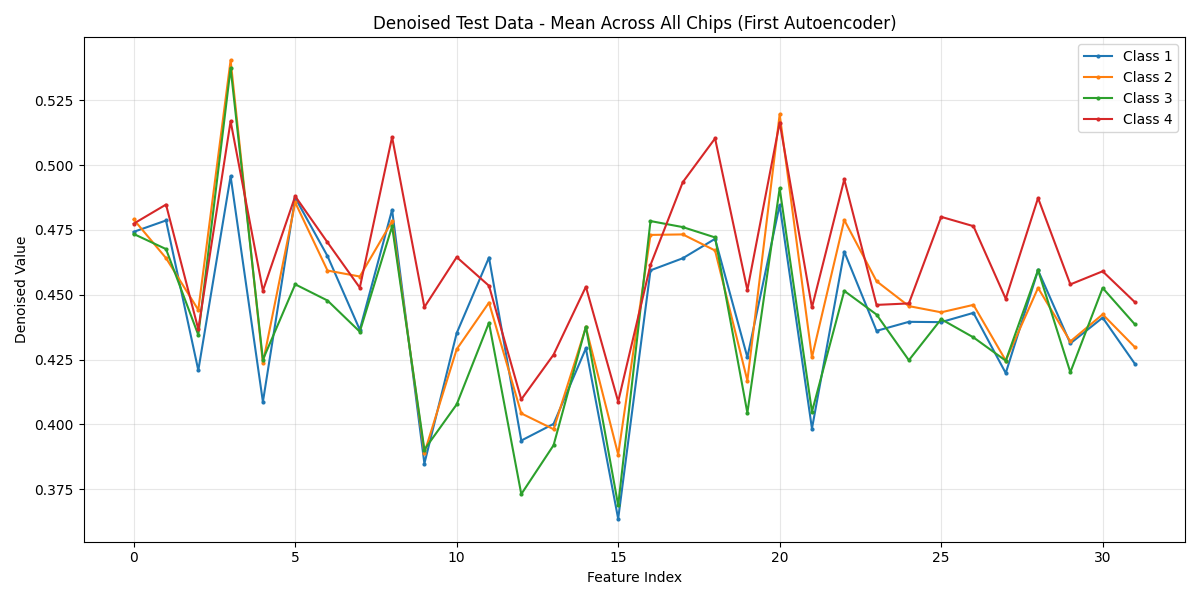 Denoised Test Data - Mean Across All Chips (First Autoencoder)
Class 1
Class 2
Class 3
Class 4
Denoised Value
0.525
0.500
0.475
0.450
0.425
0.400
0.375
0 5 10 15 20 25 30
Feature Index